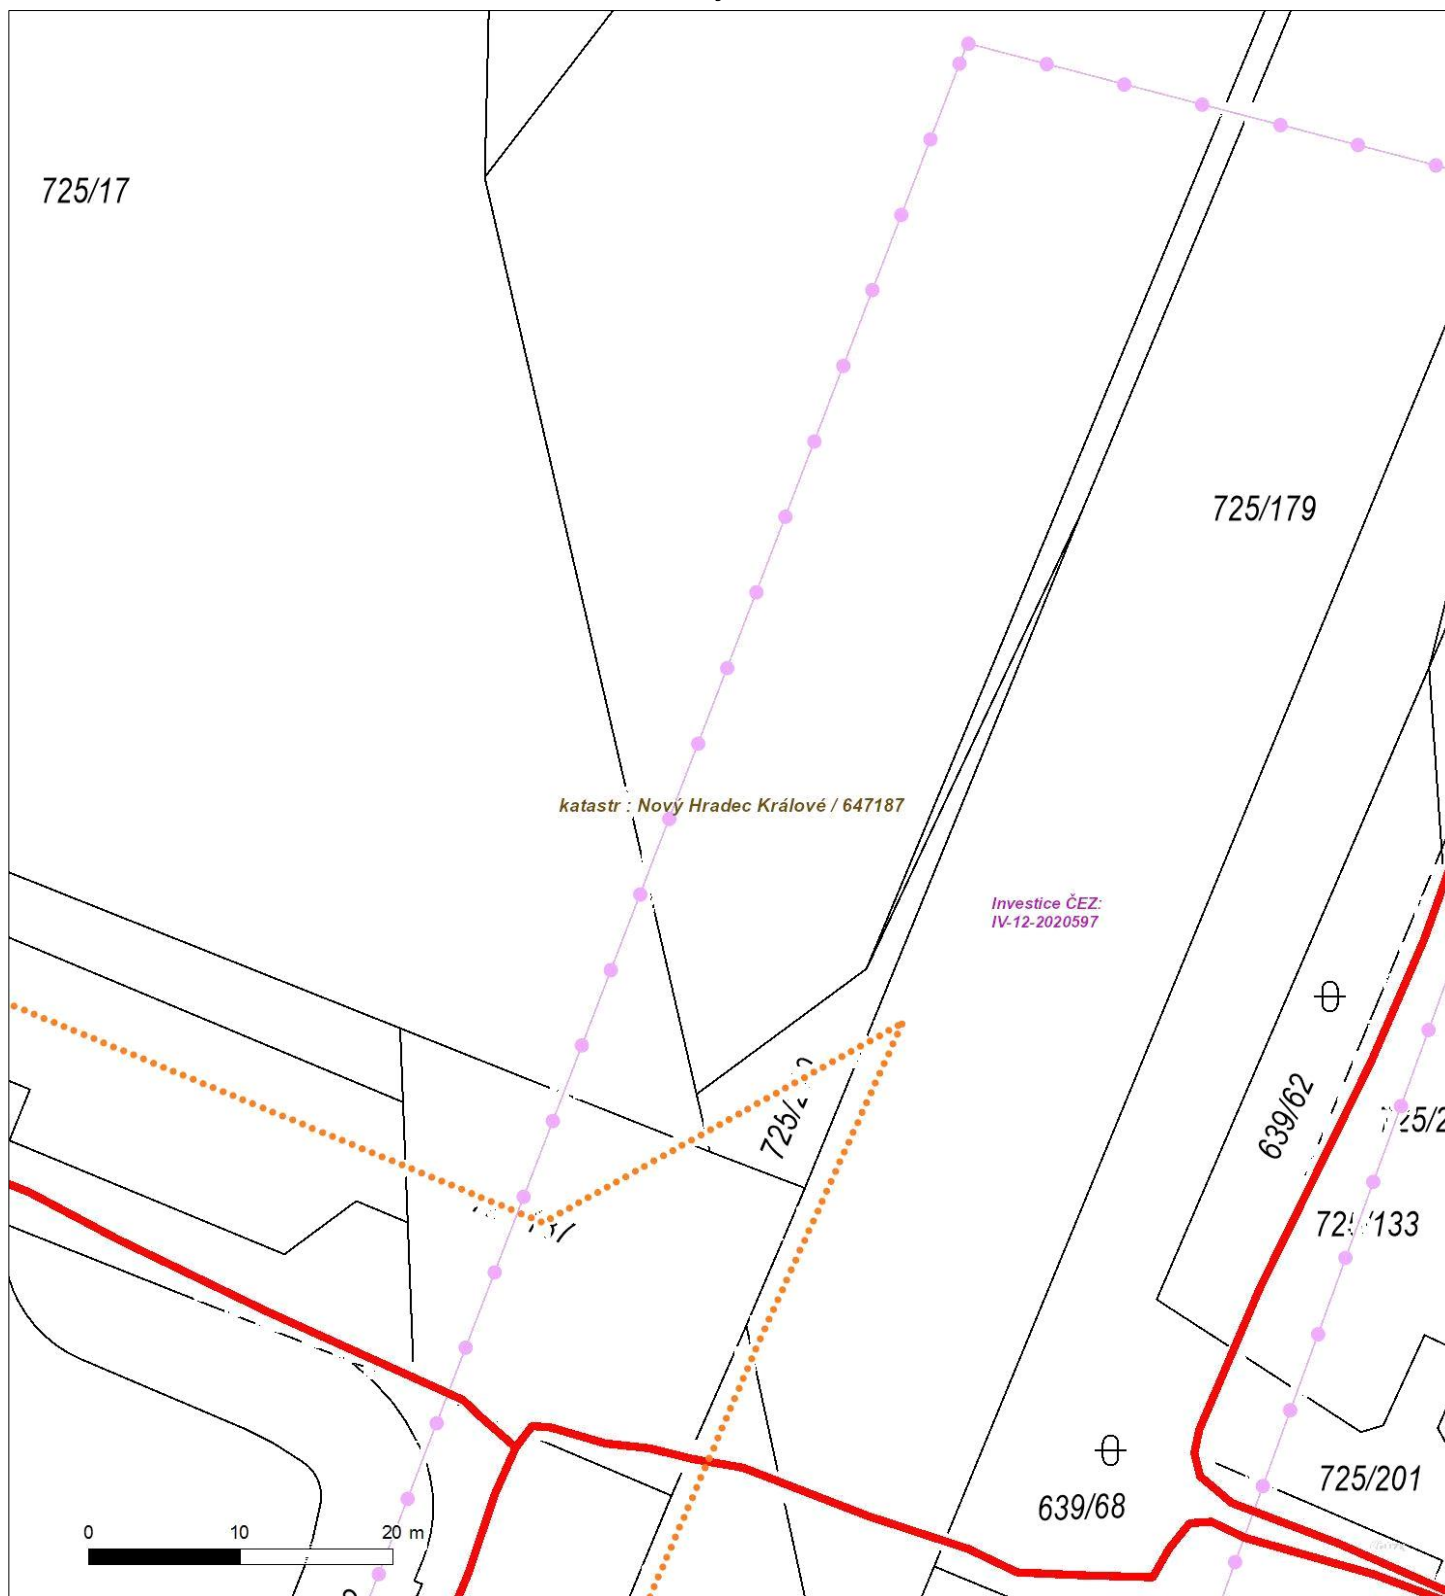 725/17
725/179
katastr : Nový Hradec Králové / 647187
Investice ČEZ:
IV-12-2020597
639/62
725/201
639/68
0 10 20 m